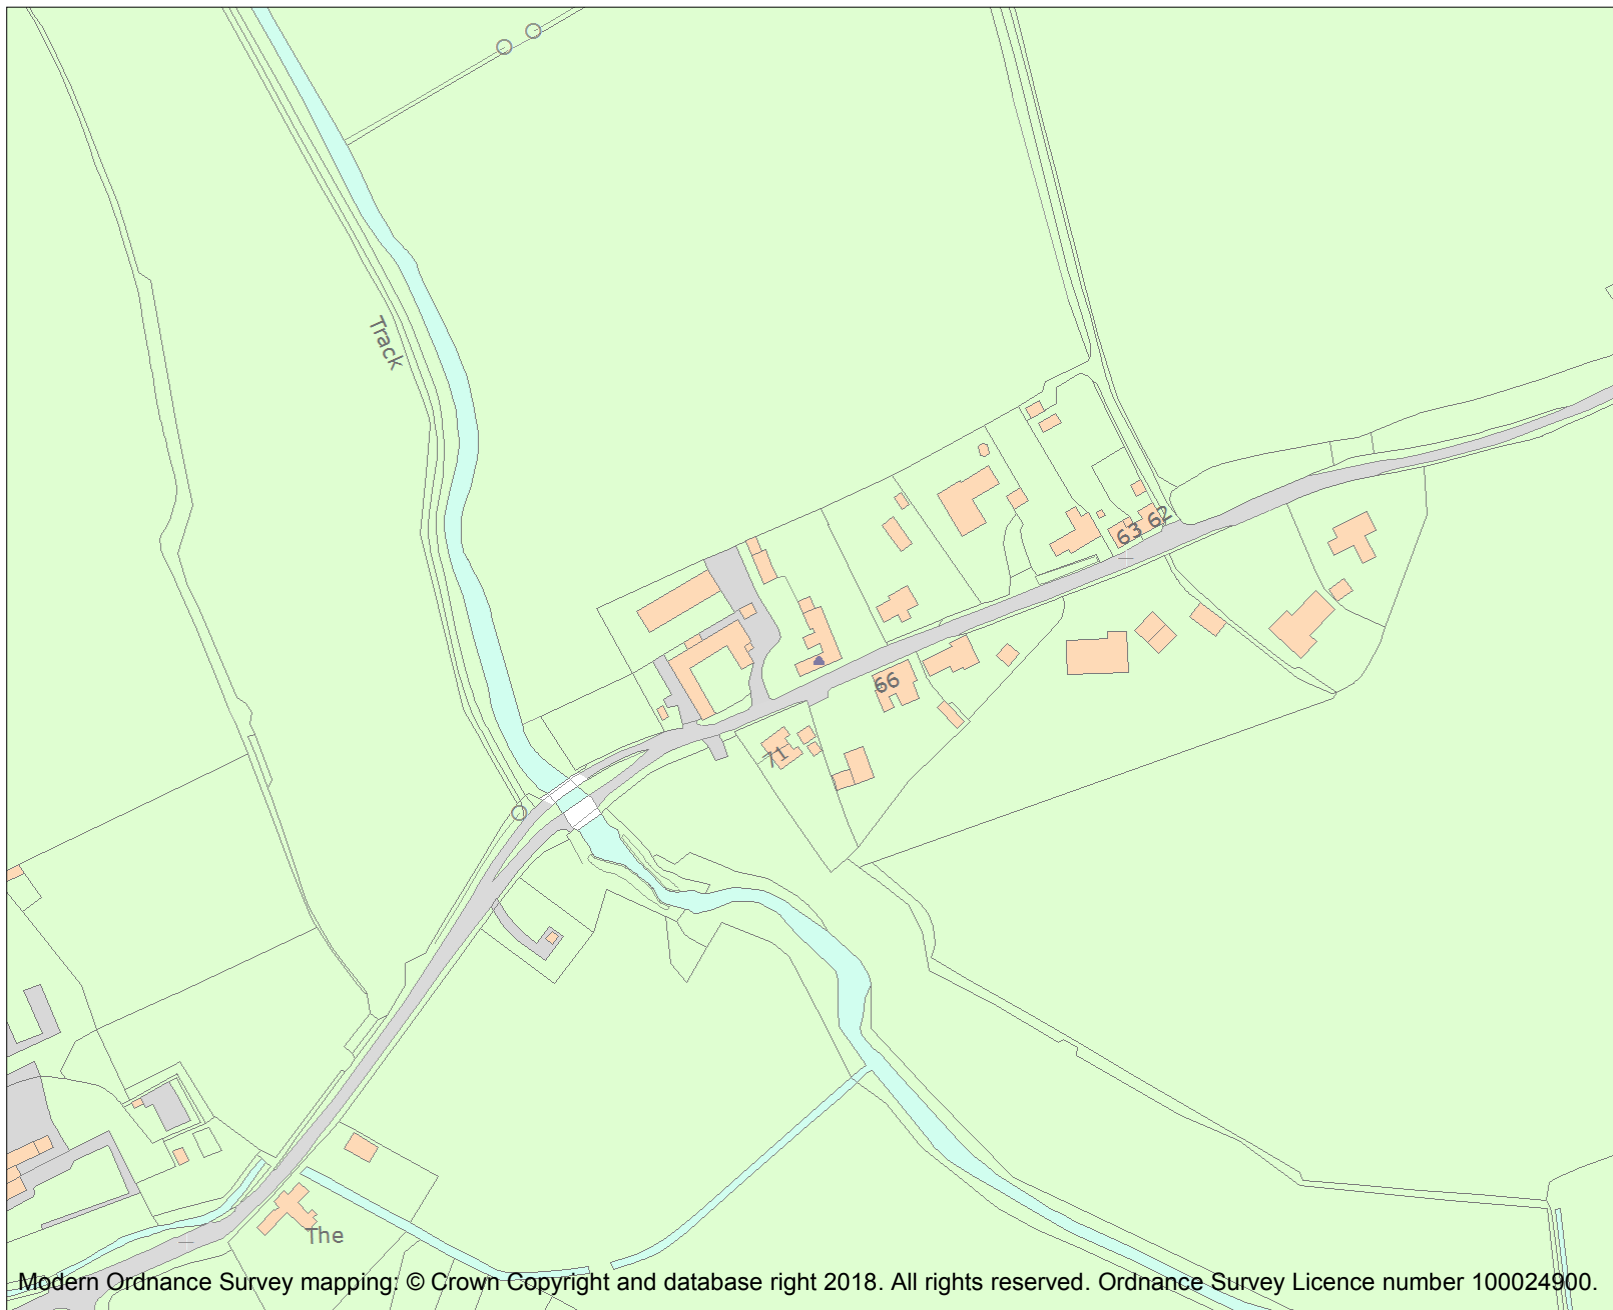 Track
63 62
66
71
The
Modern Ordnance Survey mapping: © Crown Copyright and database right 2018. All rights reserved. Ordnance Survey Licence number 100024900.